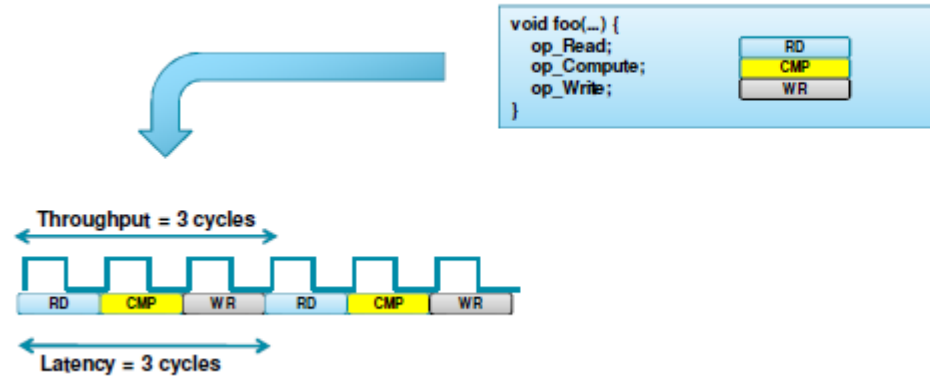 void foo(...) {
op_Read;
RD
op_Compute;
CMP
op_Write;
WR
}
Throughput = 3 cycles
RD CMP WR RD CMP WR
Latency = 3 cycles